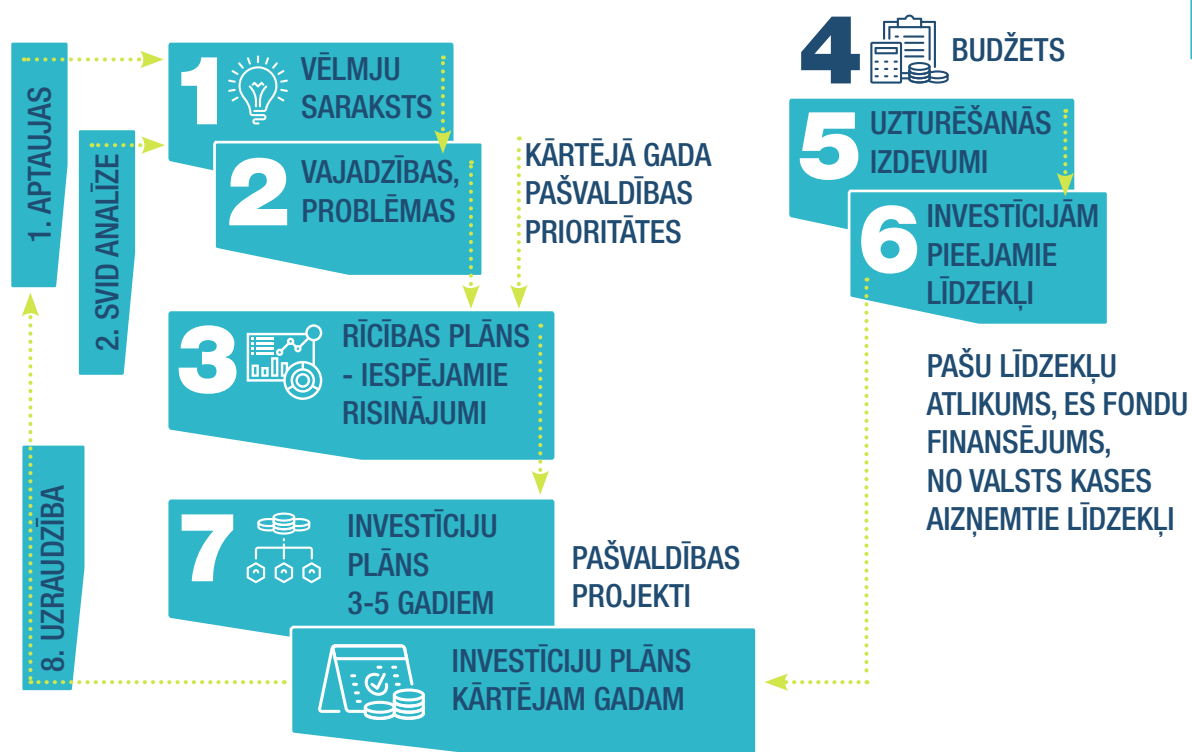 1. APTAUJAS
2. SVID ANALĪZE
1
VĒLMJU
SARAKSTS
2
VAJADZĪBAS,
PROBLĒMAS
KĀRTĒJĀ GADA
PAŠVALDĪBAS
PRIORITĀTES
3
RĪCĪBAS PLĀNS
- IESPĒJAMIE
RISINĀJUMI
4
BUDŽETS
5
UZTURĒŠANĀS
IZDEVUMI
6
INVESTĪCIJĀM
PIEEJAMIE
LĪDZEKĻI
PAŠU LĪDZEKĻU
ATLIKUMS, ES FONDU
FINANSĒJUMS,
NO VALSTS KASES
AIZŅEMTIE LĪDZEKĻI
7
INVESTĪCIJU
PLĀNS
3-5 GADIEM
PAŠVALDĪBAS
PROJEKTI
INVESTĪCIJU PLĀNS
KĀRTĒJAM GADAM
8. UZRAUDZĪBA